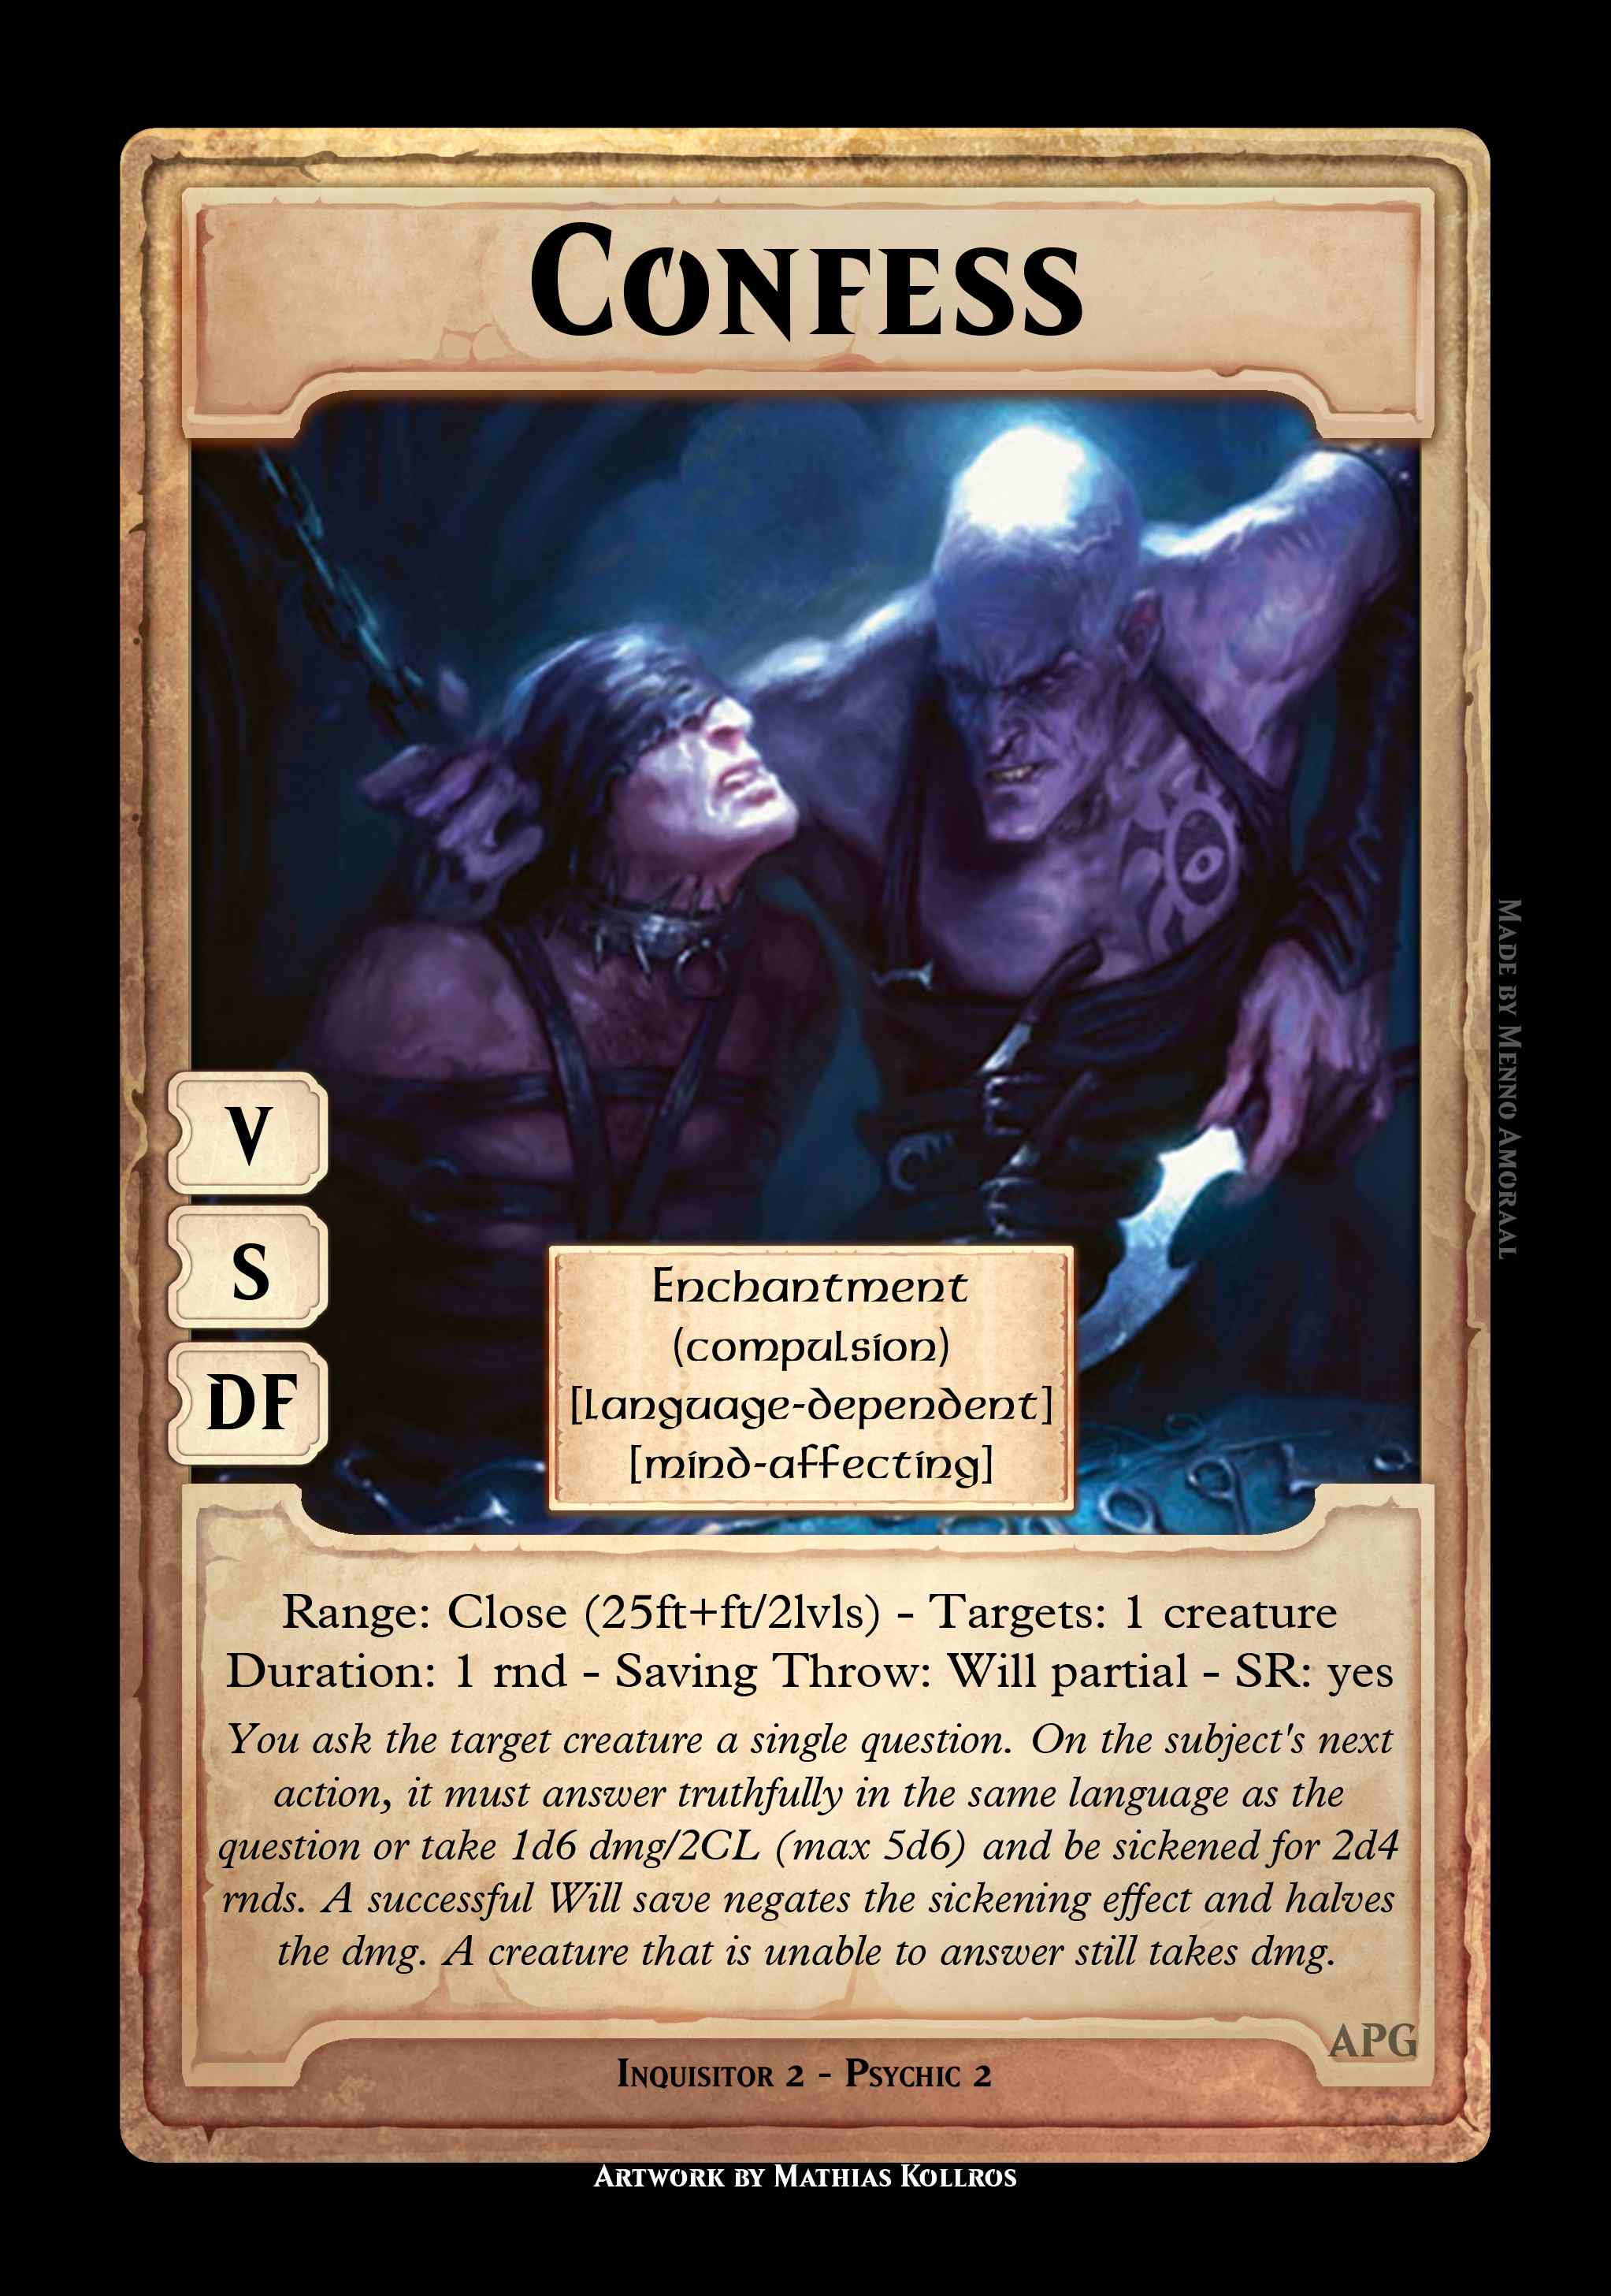 Confess
V
S
DF
Enchantment
(compulsion)
[language-dependent]
[mind-affecting]
Range: Close (25ft+ft/2lvls) - Targets: 1 creature
Duration: 1 rnd - Saving Throw: Will partial - SR: yes
You ask the target creature a single question. On the subject's next
action, it must answer truthfully in the same language as the
question or take 1d6 dmg/2CL (max 5d6) and be sickened for 2d4
rnds. A successful Will save negates the sickening effect and halves
the dmg. A creature that is unable to answer still takes dmg.
APG
Inquisitor 2 - Psychic 2
Artwork by Mathias Kollros
Made by Menno Amoraal